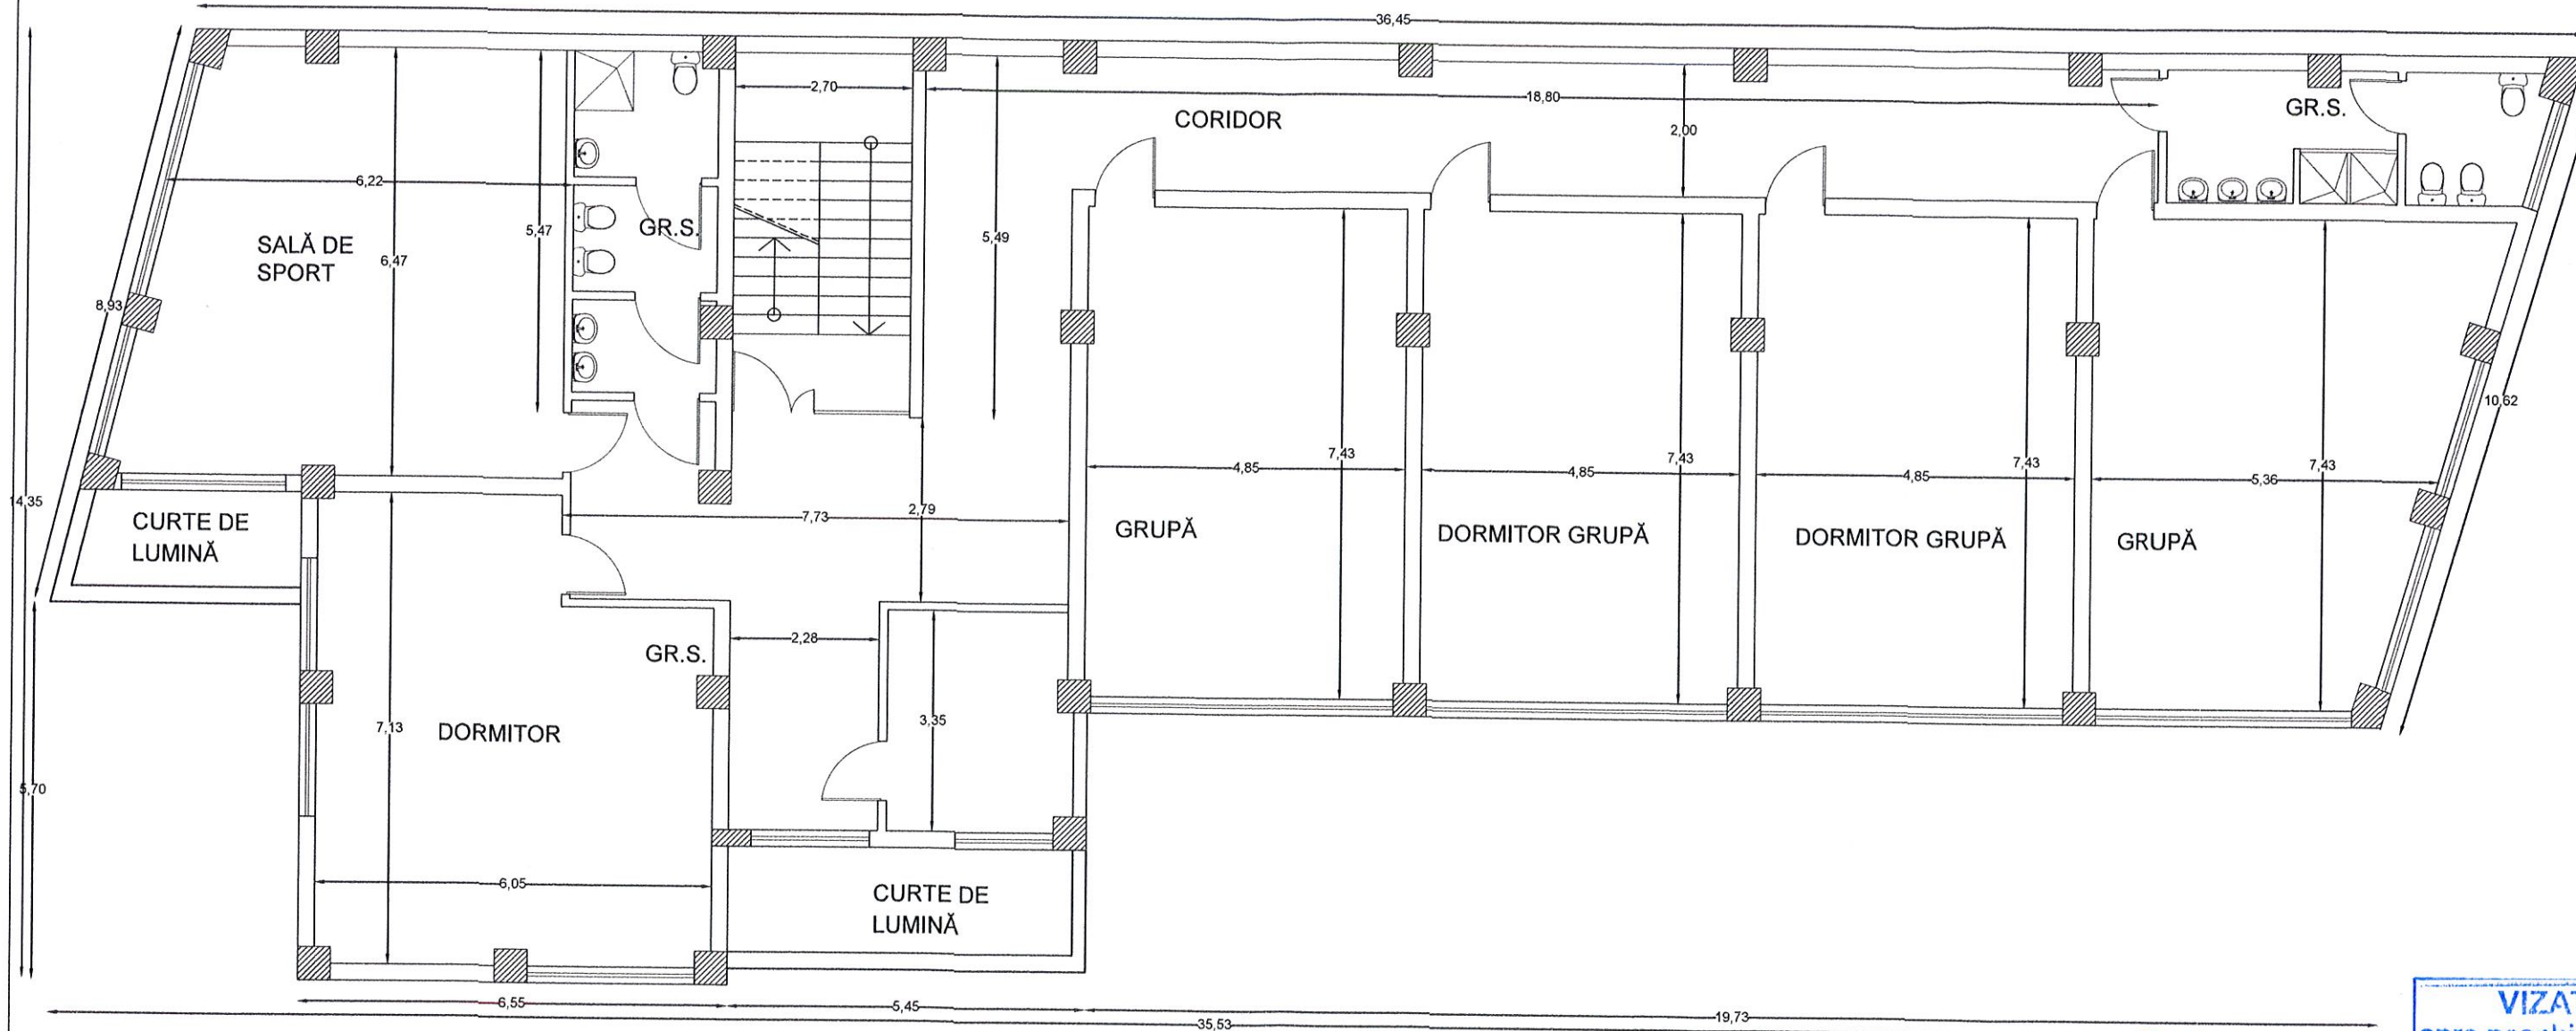 36,45
2,70
18,80
CORIDOR
GR.S.
2,00
6,22
5,47
GR.S.
5,49
SALĂ DE
SPORT
6,47
8,93
10,62
4,85
7,43
4,85
7,43
4,85
7,43
5,36
7,43
14,35
CURTE DE
LUMINĂ
7,73
2,79
GRUPĂ
DORMITOR GRUPĂ
DORMITOR GRUPĂ
GRUPĂ
GR.S.
2,28
3,35
7,13
DORMITOR
5,70
6,05
CURTE DE
LUMINĂ
6,55
5,45
19,73
35,53